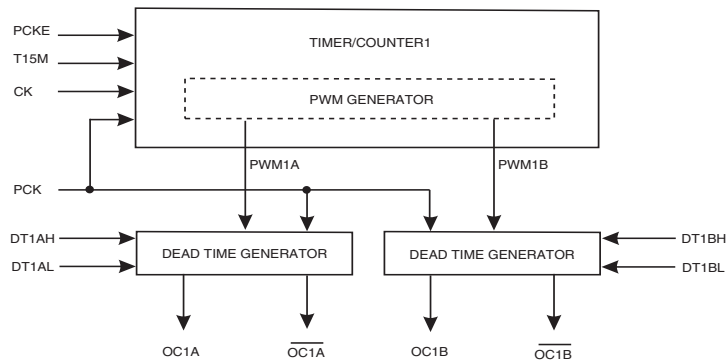 PCKE
TIMER/COUNTER1
T15M
CK
PWM GENERATOR
PWM1A
PWM1B
PCK
DT1AH
DEAD TIME GENERATOR
DEAD TIME GENERATOR
DT1BH
DT1AL
DT1BL
OC1A
OC1A
OC1B
OC1B